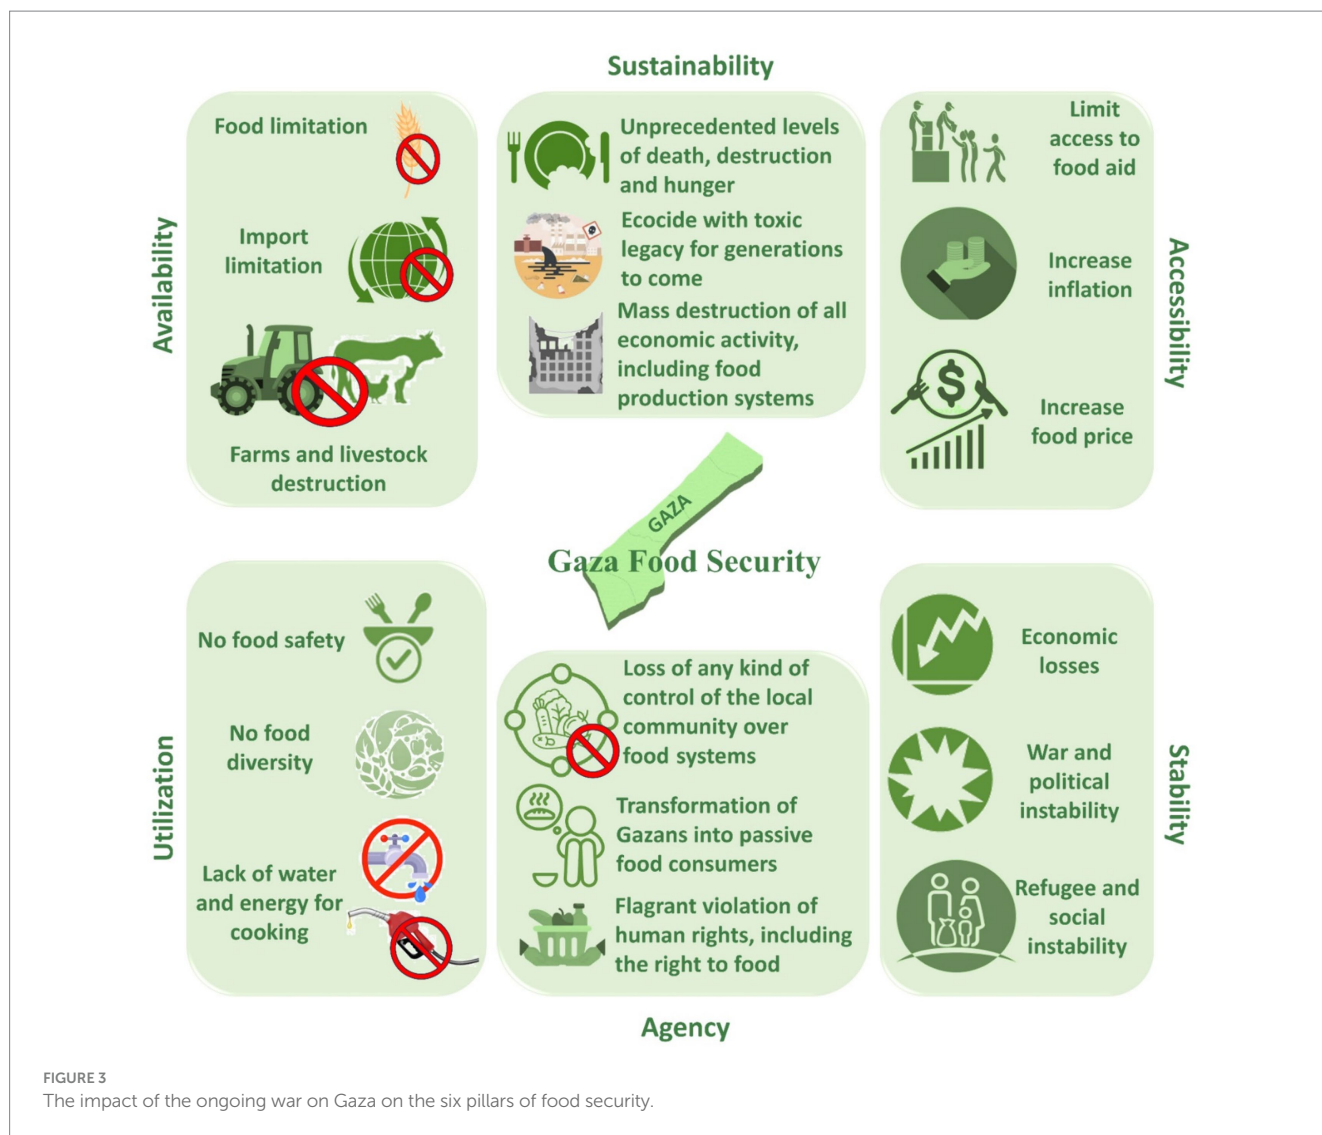 Sustainability
Availability
Food limitation
Import
limitation
Farms and livestock
destruction
Unprecedented levels
of death, destruction
and hunger
Ecocide with toxic
legacy for generations
to come
Mass destruction of all
economic activity,
including food
production systems
Accessibility
Limit
access to
food aid
Increase
inflation
$
Increase
food price
GAZA
Gaza Food Security
Utilization
No food safety
No food
diversity
Lack of water
and energy for
cooking
Loss of any kind of
control of the local
community over
food systems
Transformation of
Gazans into passive
food consumers
Flagrant violation of
human rights, including
the right to food
Agency
Stability
Economic
losses
War and
political
instability
Refugee and
social
instability
FIGURE 3
The impact of the ongoing war on Gaza on the six pillars of food security.